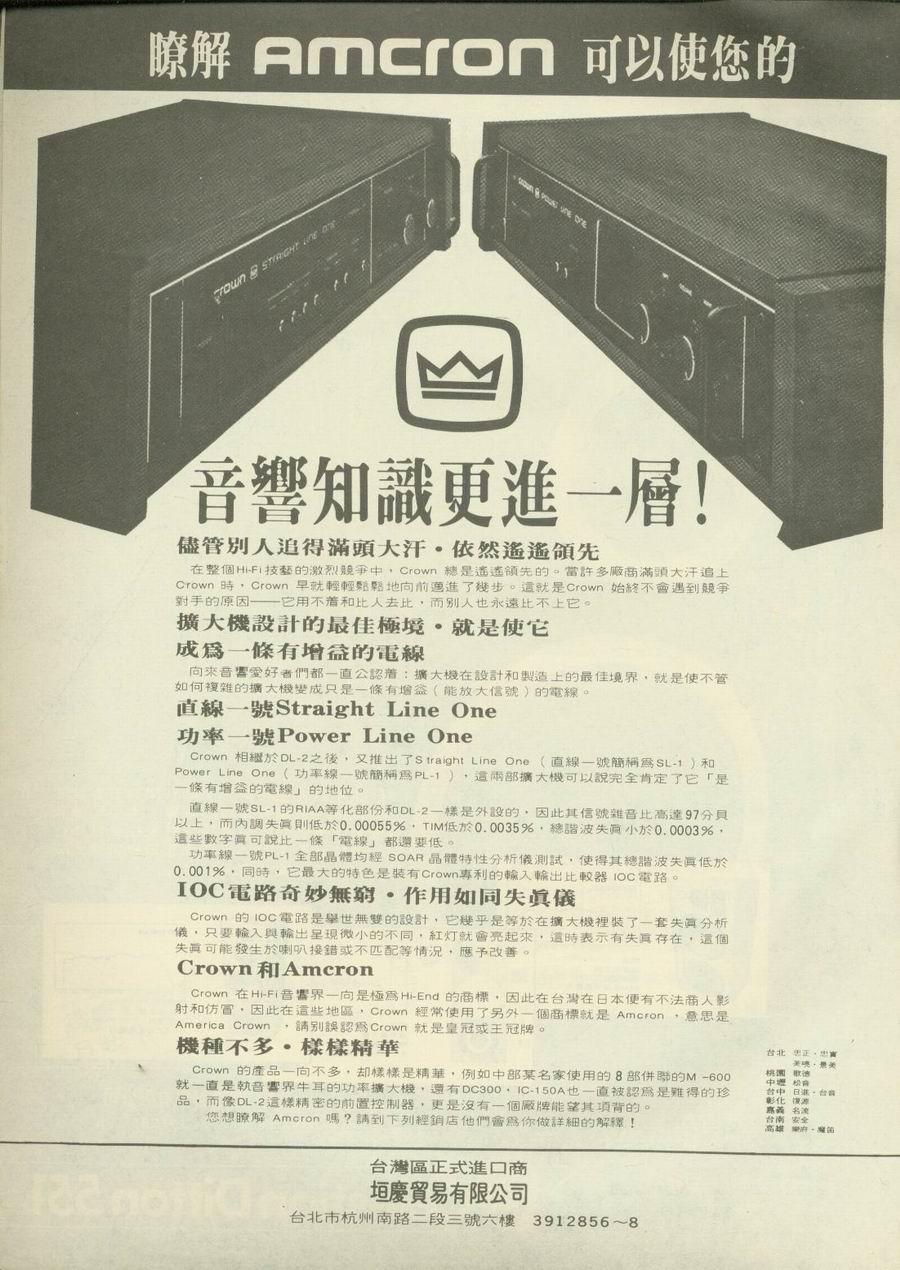 瞭解 Amcron 可以使您的
Crown STRAIGHT LINE ONE
Crown POWER LINE ONE
音響知識更進一層！
儘管別人追得滿頭大汗・依然遙遙領先
在整個Hi-Fi技藝的激烈競爭中，Crown 總是遙遙領先的。當許多廠商滿頭大汗追上
Crown 時，Crown 早就輕輕鬆鬆地向前邁進了幾步。這就是Crown 始終不會遇到競爭
對手的原因──它用不着和比人去比，而別人也永遠比不上它。
擴大機設計的最佳極境・就是使它
成爲一條有增益的電線
向來音響愛好者們都一直公認着：擴大機在設計和製造上的最佳境界，就是使不管
如何複雜的擴大機變成只是一條有增益（能放大信號）的電線。
直線一號Straight Line One
功率一號Power Line One
Crown 相繼於DL-2之後，又推出了Straight Line One （直線一號簡稱爲SL-1）和
Power Line One （功率線一號簡稱爲PL-1），這兩部擴大機可以說完全肯定了它「是
一條有增益的電線」的地位。
直線一號SL-1的RIAA等化部份和DL-2一樣是外設的，因此其信號雜音比高達97分貝
以上，而內調失眞則低於0.00055%，TIM低於0.0035%，總諧波失眞小於0.0003%，
這些數字眞可說比一條「電線」都還要低。
功率線一號PL-1 全部晶體均經 SOAR 晶體特性分析儀測試，使得其總諧波失眞低於
0.001%，同時，它最大的特色是裝有Crown專利的輸入輸出比較器 IOC電路。
IOC電路奇妙無窮・作用如同失眞儀
Crown 的 IOC電路是舉世無雙的設計，它幾乎是等於在擴大機裡裝了一套失眞分析
儀，只要輸入與輸出呈現微小的不同，紅灯就會亮起來，這時表示有失眞存在，這個
失眞可能發生於喇叭接錯或不匹配等情況，應予改善。
Crown和Amcron
Crown 在Hi-Fi音響界一向是極爲Hi-End 的商標，因此在台灣在日本便有不法商人影
射和仿冒，因此在這些地區，Crown 經常使用了另外一個商標就是 Amcron ，意思是
America Crown ，請別誤認爲Crown 就是皇冠或王冠牌。
機種不多・樣樣精華
Crown 的產品一向不多，却樣樣是精華，例如中部某名家使用的8部併聯的M -600
就一直是執音響界牛耳的功率擴大機，還有DC300，IC-150A也一直被認爲是難得的珍
品，而像DL-2這樣精密的前置控制器，更是沒有一個廠牌能望其項背的。
您想瞭解 Amcron 嗎？請到下列經銷店他們會爲你做詳細的解釋！
台北 忠正・忠寶
美曉・景美
桃園 歌德
中壢 松音
台中 日進・台音
彰化 復源
嘉義 名流
台南 安全
高雄 樂府・魔笛
台灣區正式進口商
垣慶貿易有限公司
台北市杭州南路二段三號六樓 3912856～8